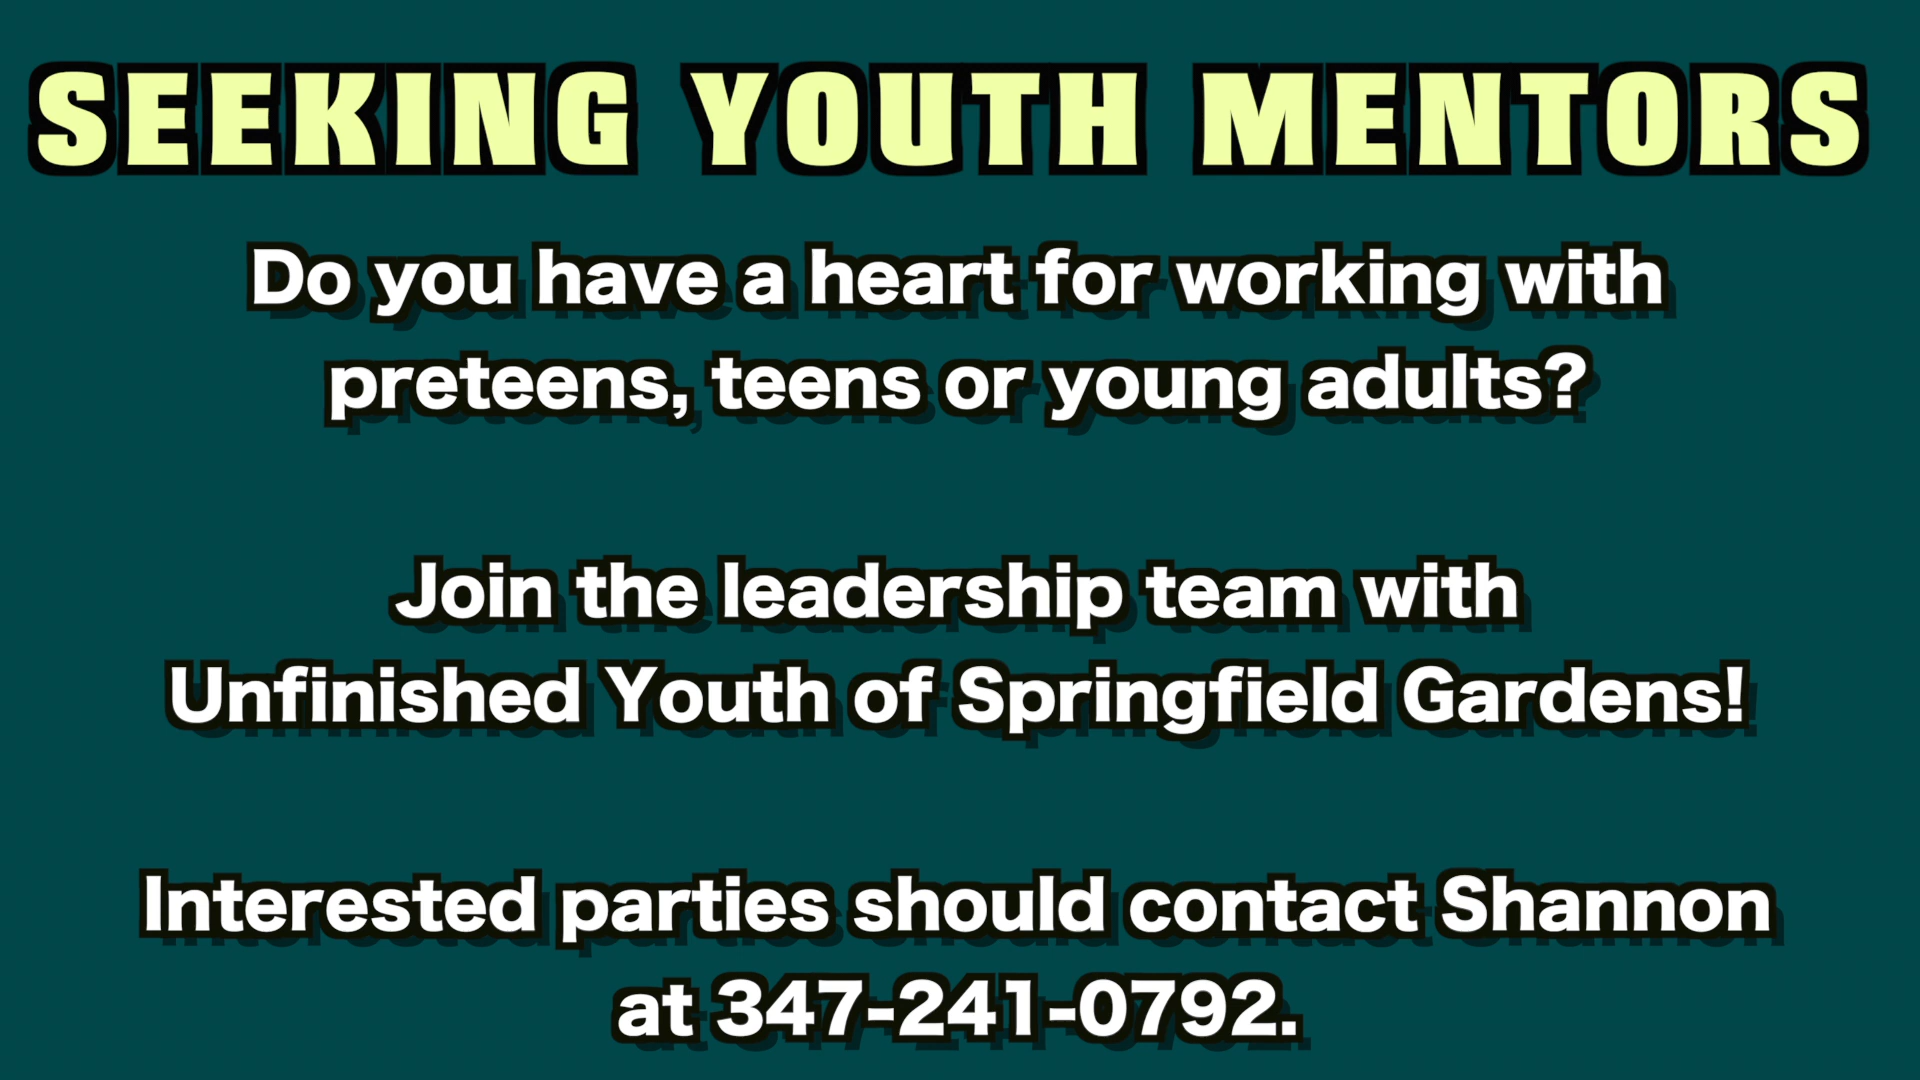 SEEKING YOUTH MENTORS
Do you have a heart for working with
preteens, teens or young adults?
Join the leadership team with
Unfinished Youth of Springfield Gardens!
Interested parties should contact Shannon
at 347-241-0792.